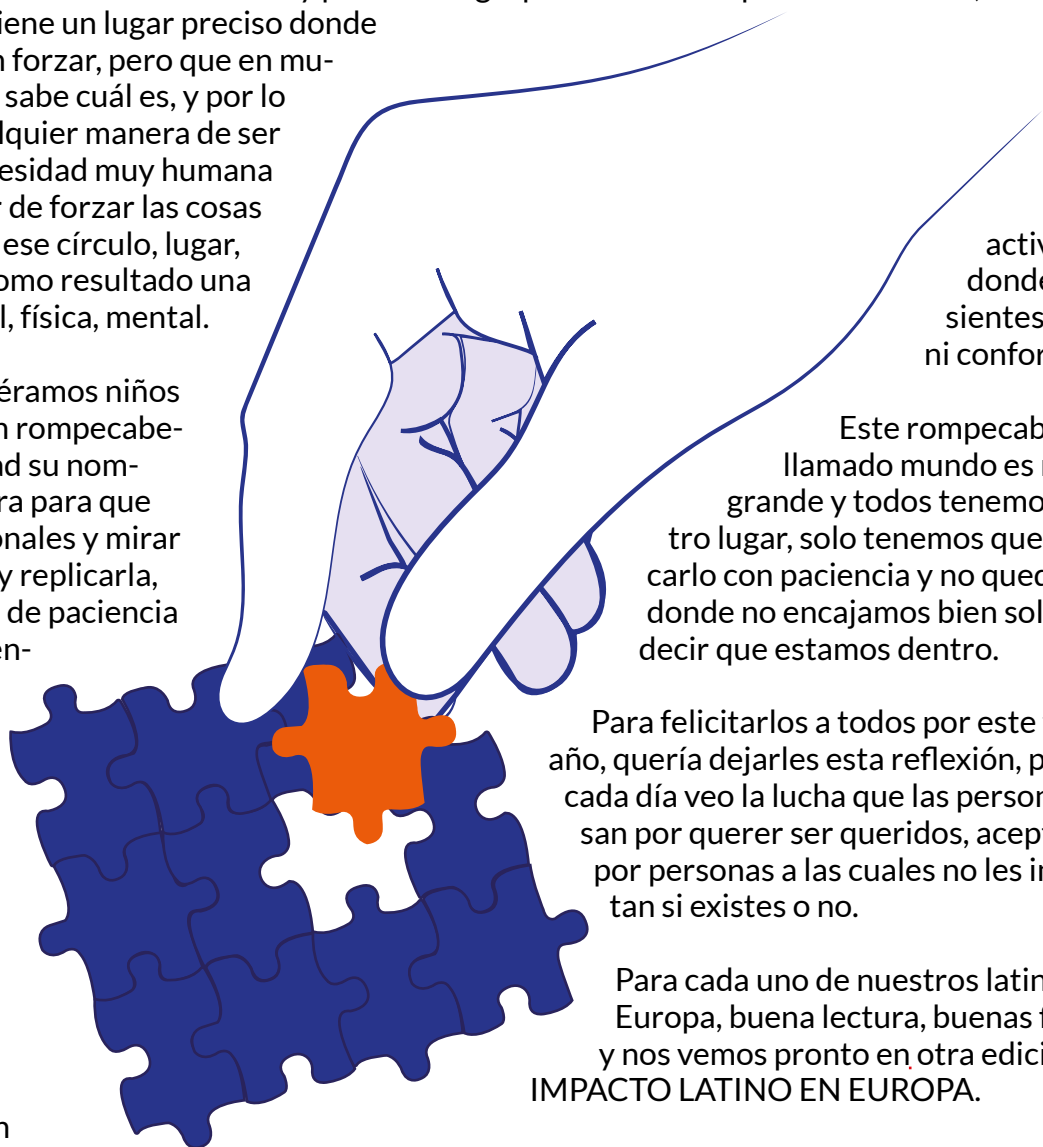 iene un lugar preciso donde
n forzar, pero que en mu-
sabe cuál es, y por lo
lquier manera de ser
esidad muy humana
r de forzar las cosas
ese círculo, lugar,
omo resultado una
l, física, mental.
éramos niños
n rompecabe-
ad su nom-
ra para que
onales y mirar
y replicarla,
de paciencia
en-
n
activ
donde
sientes
ni confor
Este rompecab
llamado mundo es
grande y todos tenemo
tro lugar, solo tenemos que
carlo con paciencia y no qued
donde no encajamos bien sol
decir que estamos dentro.
Para felicitarlos a todos por este
año, quería dejarles esta reflexión, p
cada día veo la lucha que las person
san por querer ser queridos, acept
por personas a las cuales no les im
tan si existes o no.
Para cada uno de nuestros latin
Europa, buena lectura, buenas f
y nos vemos pronto en otra edici
IMPACTO LATINO EN EUROPA.